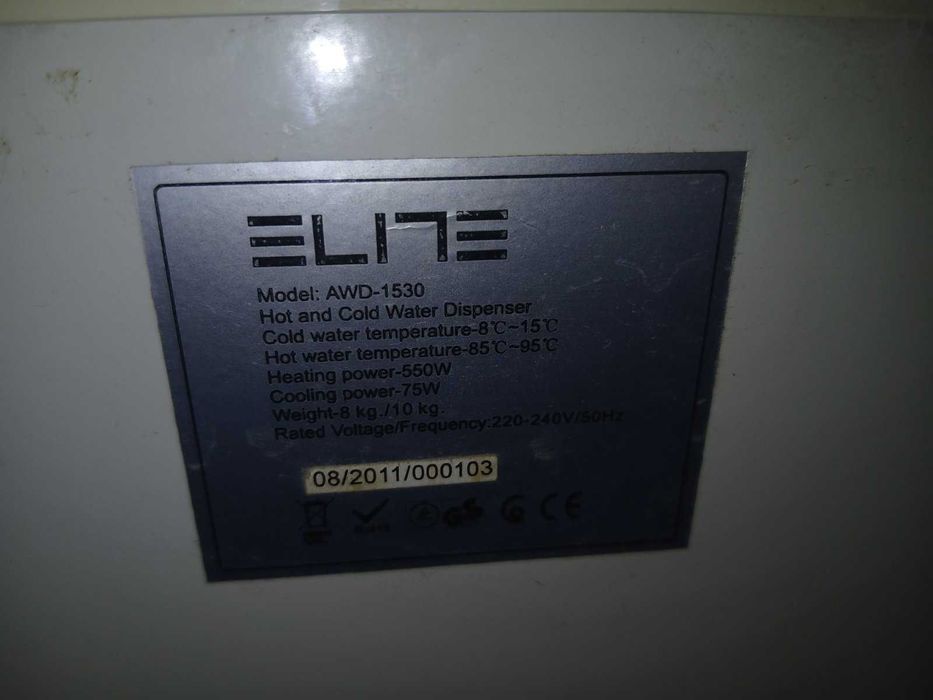 ELITE
Model: AWD-1530
Hot and Cold Water Dispenser
Cold water temperature-8℃~15℃
Hot water temperature-85℃~95℃
Heating power-550W
Cooling power-75W
Weight-8 kg./10 kg.
Rated Voltage/Frequency:220-240V/50Hz
08/2011/000103
CE